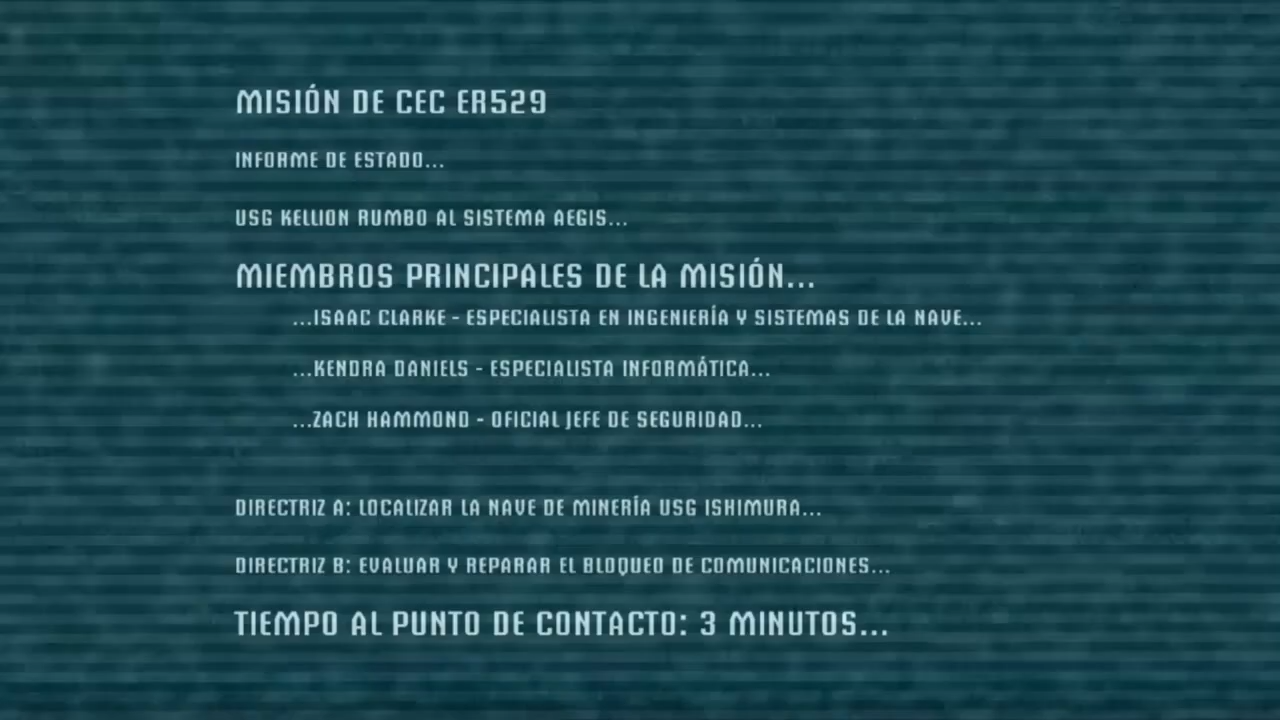 MISIÓN DE CEC ER529
INFORME DE ESTADO...
USG KELLION RUMBO AL SISTEMA AEGIS...
MIEMBROS PRINCIPALES DE LA MISIÓN...
...ISAAC CLARKE - ESPECIALISTA EN INGENIERÍA Y SISTEMAS DE LA NAVE...
...KENDRA DANIELS - ESPECIALISTA INFORMÁTICA...
...ZACH HAMMOND - OFICIAL JEFE DE SEGURIDAD...
DIRECTRIZ A: LOCALIZAR LA NAVE DE MINERÍA USG ISHIMURA...
DIRECTRIZ B: EVALUAR Y REPARAR EL BLOQUEO DE COMUNICACIONES...
TIEMPO AL PUNTO DE CONTACTO: 3 MINUTOS...